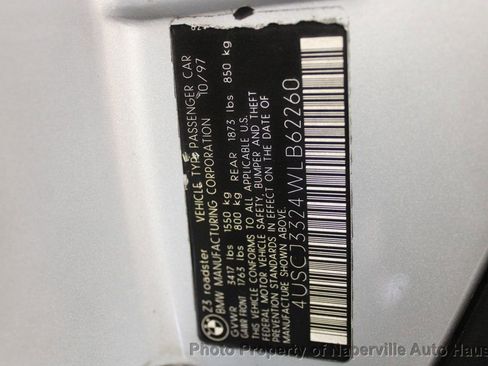 Z3 roadster VEHICLE TYPE PASSENGER CAR
BMW MANUFACTURING CORPORATION 10/97
GVWR 3417 lbs 1550 kg
GAWR FRONT 1763 lbs 800 kg REAR 1873 lbs 850 kg
THIS VEHICLE CONFORMS TO ALL APPLICABLE U.S.
FEDERAL MOTOR VEHICLE SAFETY, BUMPER AND THEFT
PREVENTION STANDARDS IN EFFECT ON THE DATE OF
MANUFACTURE SHOWN ABOVE.
4USCJ3324WLB62260
Photo Property of Naperville Auto Haus